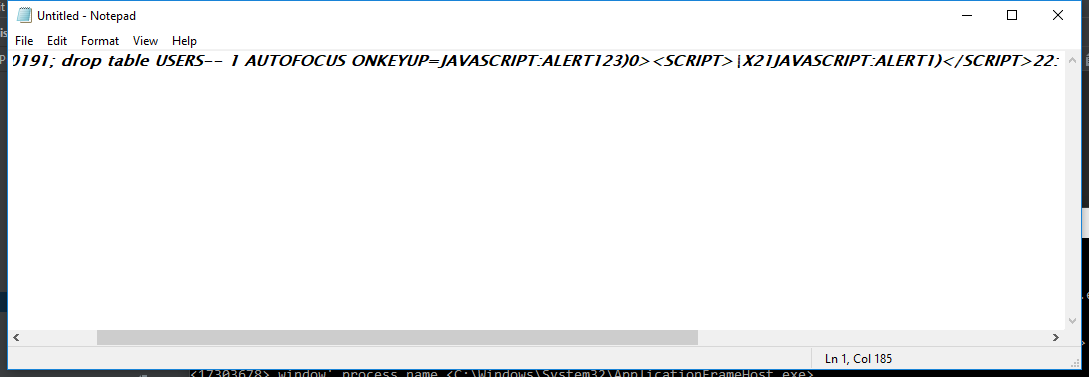 Untitled - Notepad
File Edit Format View Help
0191; drop table USERS-- 1 AUTOFOCUS ONKEYUP=JAVASCRIPT:ALERT123)0><SCRIPT>|X21JAVASCRIPT:ALERT1)</SCRIPT>22:
Ln 1, Col 185
<17303678> window' process name <C:\Windows\System32\ApplicationFrameHost.exe>